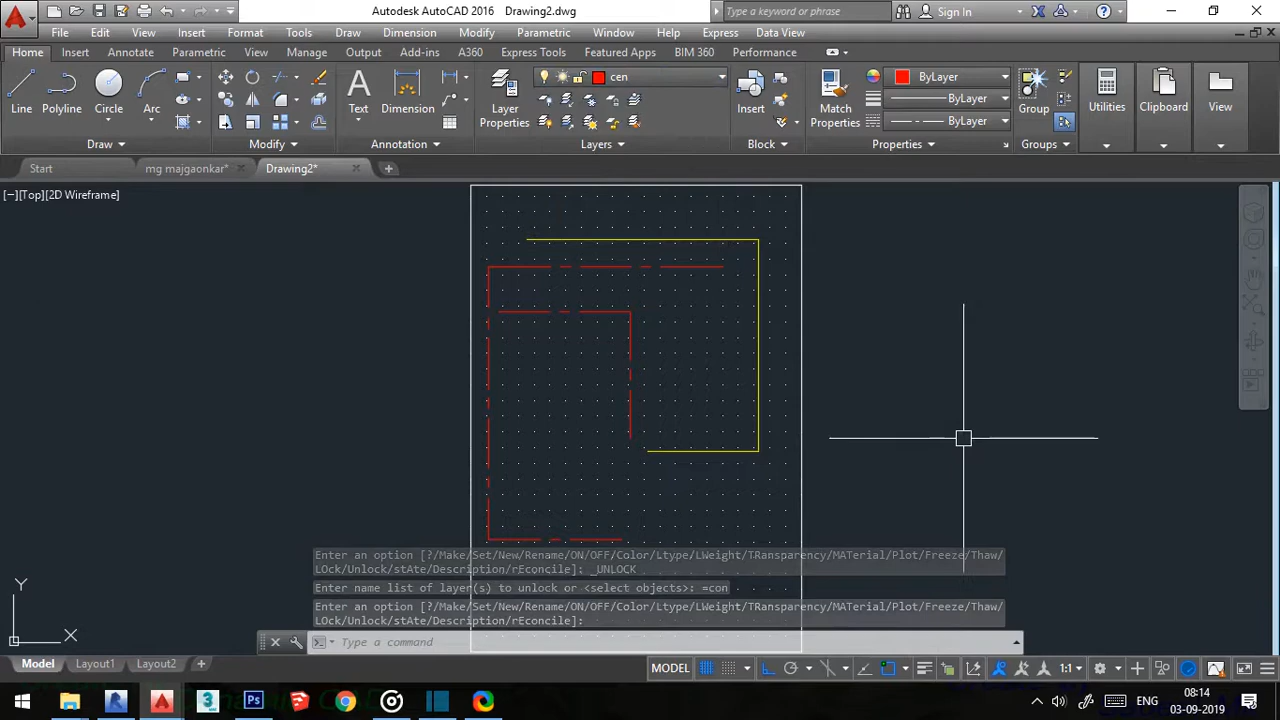 Autodesk AutoCAD 2016 Drawing2.dwg
Type a keyword or phrase
Sign In
File Edit View Insert Format Tools Draw Dimension Modify Parametric Window Help Express Data View
Home Insert Annotate Parametric View Manage Output Add-ins A360 Express Tools Featured Apps BIM 360 Performance
cen
ByLayer
ByLayer
ByLayer
Line Polyline Circle Arc Text Dimension Layer Properties Insert Match Properties Group Utilities Clipboard View
Draw Modify Annotation Layers Block Properties Groups
Start mg majgaonkar* Drawing2*
[−][Top][2D Wireframe]
Enter an option [?/Make/Set/New/Rename/ON/OFF/Color/Ltype/LWeight/TRansparency/MATerial/Plot/Freeze/Thaw/
LOck/Unlock/stAte/Description/rEconcile]: _UNLOCK
Enter name list of layer(s) to unlock or <select objects>: =con
Enter an option [?/Make/Set/New/Rename/ON/OFF/Color/Ltype/LWeight/TRansparency/MATerial/Plot/Freeze/Thaw/
LOck/Unlock/stAte/Description/rEconcile]:
Y
X
Type a command
Model Layout1 Layout2 MODEL 1:1
ENG
08:14
03-09-2019